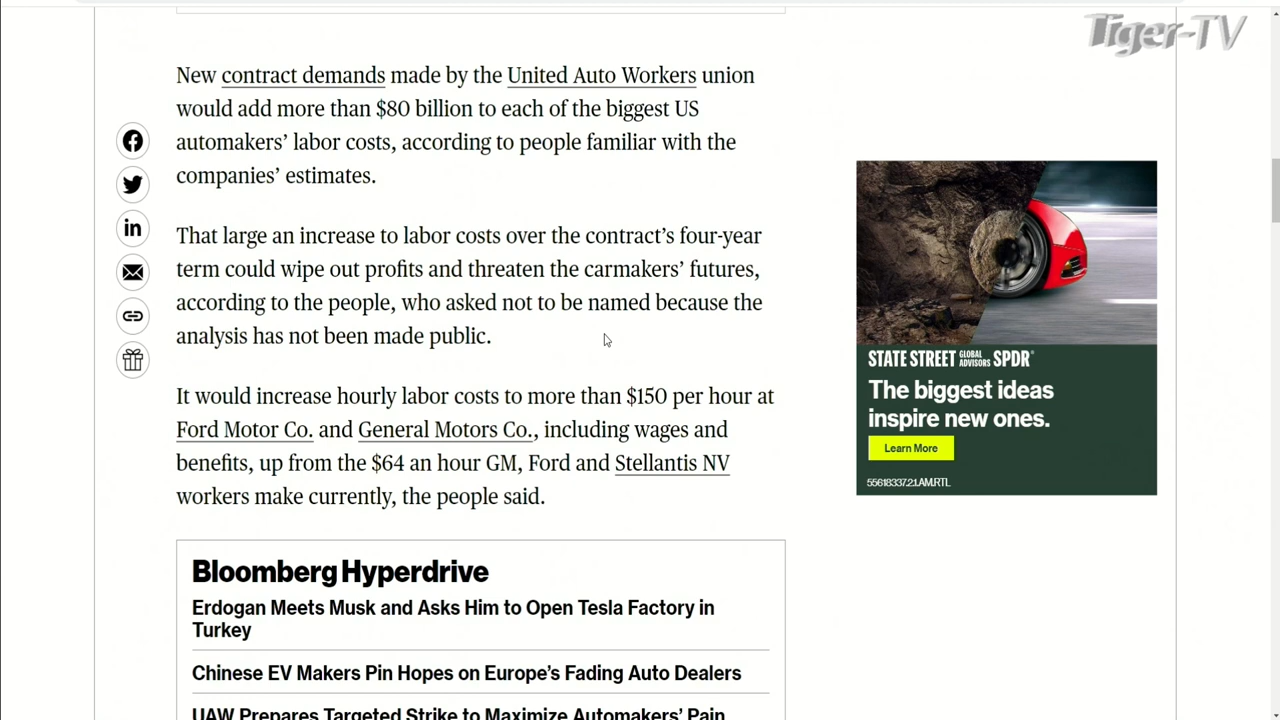 Tiger-TV
New contract demands made by the United Auto Workers union
would add more than $80 billion to each of the biggest US
automakers’ labor costs, according to people familiar with the
companies’ estimates.
That large an increase to labor costs over the contract’s four-year
term could wipe out profits and threaten the carmakers’ futures,
according to the people, who asked not to be named because the
analysis has not been made public.
It would increase hourly labor costs to more than $150 per hour at
Ford Motor Co. and General Motors Co., including wages and
benefits, up from the $64 an hour GM, Ford and Stellantis NV
workers make currently, the people said.
Bloomberg Hyperdrive
Erdogan Meets Musk and Asks Him to Open Tesla Factory in
Turkey
Chinese EV Makers Pin Hopes on Europe’s Fading Auto Dealers
UAW Prepares Targeted Strike to Maximize Automakers’ Pain
in
STATE STREET GLOBAL ADVISORS SPDR®
The biggest ideas
inspire new ones.
Learn More
55618337.2.1.AM.RTL